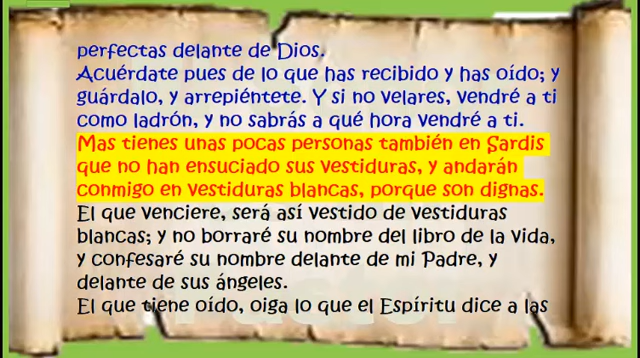 perfectas delante de Dios.
Acuérdate pues de lo que has recibido y has oído; y
guárdalo, y arrepiéntete. Y si no velares, vendré a ti
como ladrón, y no sabrás a qué hora vendré a ti.
Mas tienes unas pocas personas también en Sardis
que no han ensuciado sus vestiduras, y andarán
conmigo en vestiduras blancas, porque son dignas.
El que venciere, será así vestido de vestiduras
blancas; y no borraré su nombre del libro de la vida,
y confesaré su nombre delante de mi Padre, y
delante de sus ángeles.
El que tiene oído, oiga lo que el Espíritu dice a las